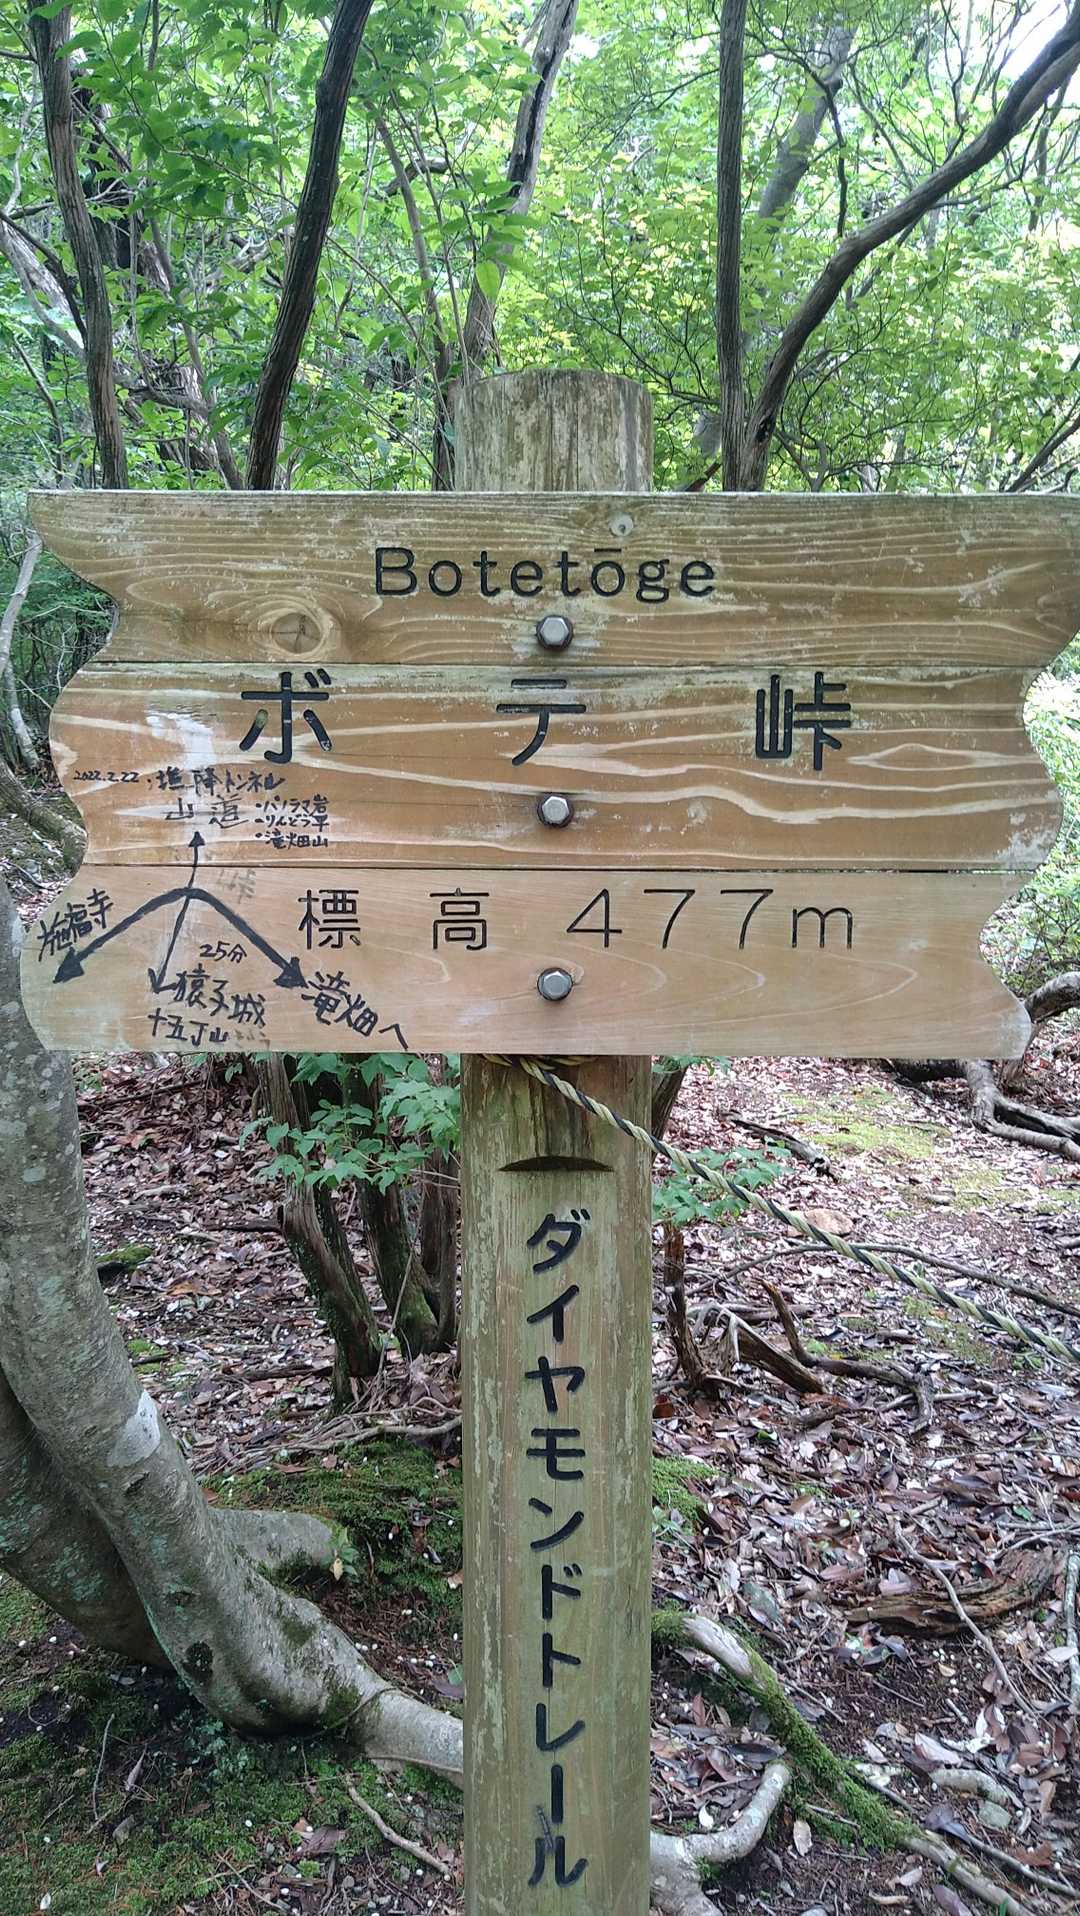 Botetōge
ボテ峠
2022.2.22
トンネル
山道
・パノラマ岩
・りんどう平
・滝畑山
標高 477m
施福寺
25分
猿子城
滝畑へ
十五丁山
ダイヤモンドトレール